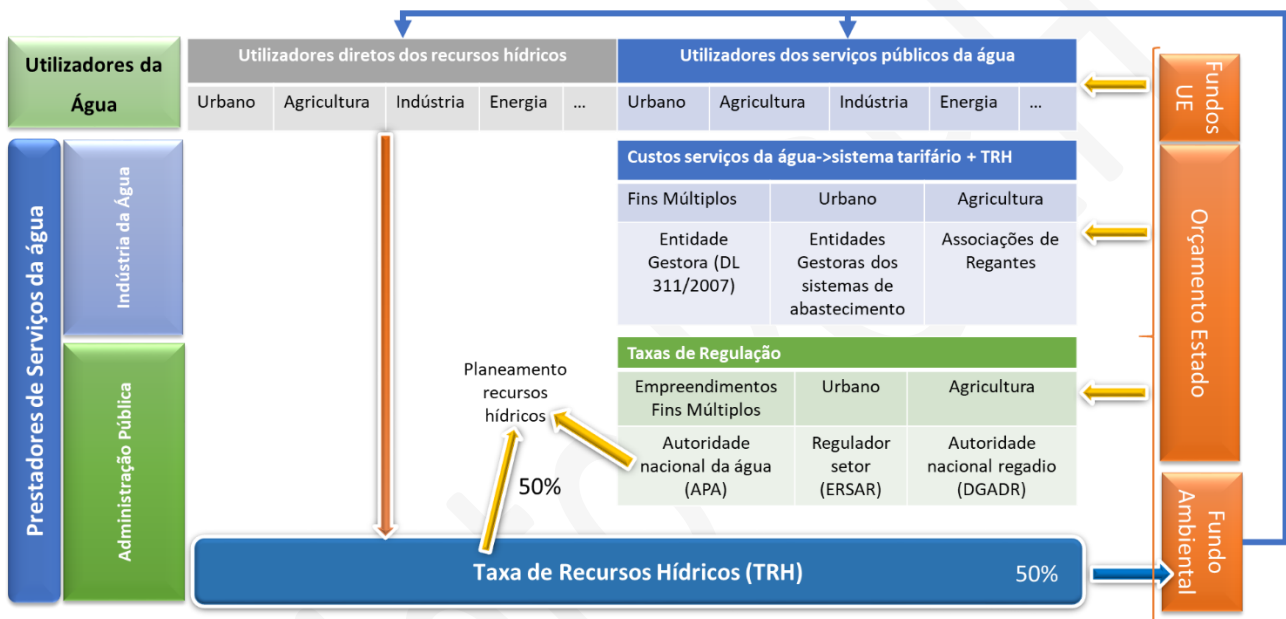 Utilizadores da
Água
Utilizadores diretos dos recursos hídricos
Urbano Agricultura Indústria Energia ...
Utilizadores dos serviços públicos da água
Urbano Agricultura Indústria Energia ...
Fundos
UE
Prestadores de Serviços da água
Indústria da Água
Custos serviços da água->sistema tarifário + TRH
Fins Múltiplos Urbano Agricultura
Entidade
Gestora (DL
311/2007)
Entidades
Gestoras dos
sistemas de
abastecimento
Associações de
Regantes
Orçamento Estado
Administração Pública
Planeamento
recursos
hídricos
50%
Taxas de Regulação
Empreendimentos
Fins Múltiplos
Urbano
Agricultura
Autoridade
nacional da água
(APA)
Regulador
setor
(ERSAR)
Autoridade
nacional regadio
(DGADR)
Taxa de Recursos Hídricos (TRH) 50%
Fundo
Ambiental